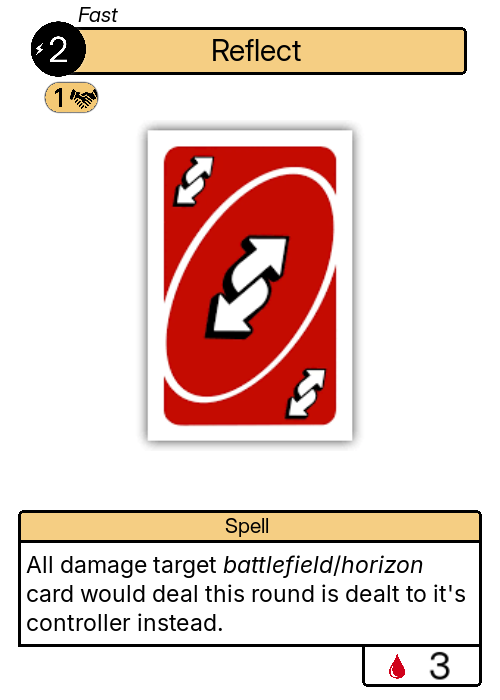 Fast
2
Reflect
1
Spell
All damage target battlefield/horizon
card would deal this round is dealt to it's
controller instead.
3